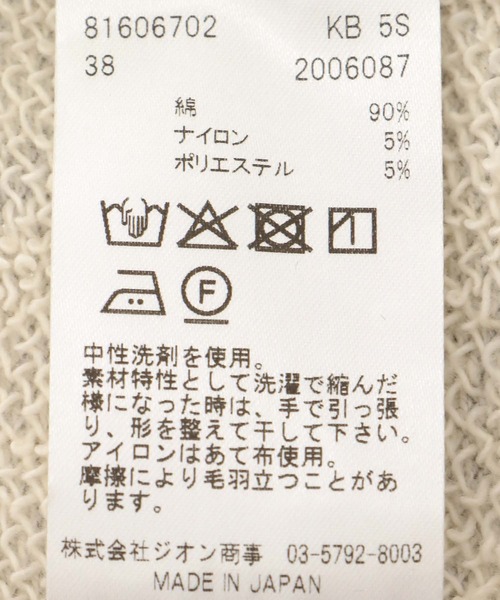 81606702 KB 5S
38 2006087
綿 90%
ナイロン 5%
ポリエステル 5%
F
中性洗剤を使用。
素材特性として洗濯で縮んだ
様になった時は、手で引っ張
り、形を整えて干して下さい。
アイロンはあて布使用。
摩擦により毛羽立つことがあ
ります。
株式会社ジオン商事 03-5792-8003
MADE IN JAPAN